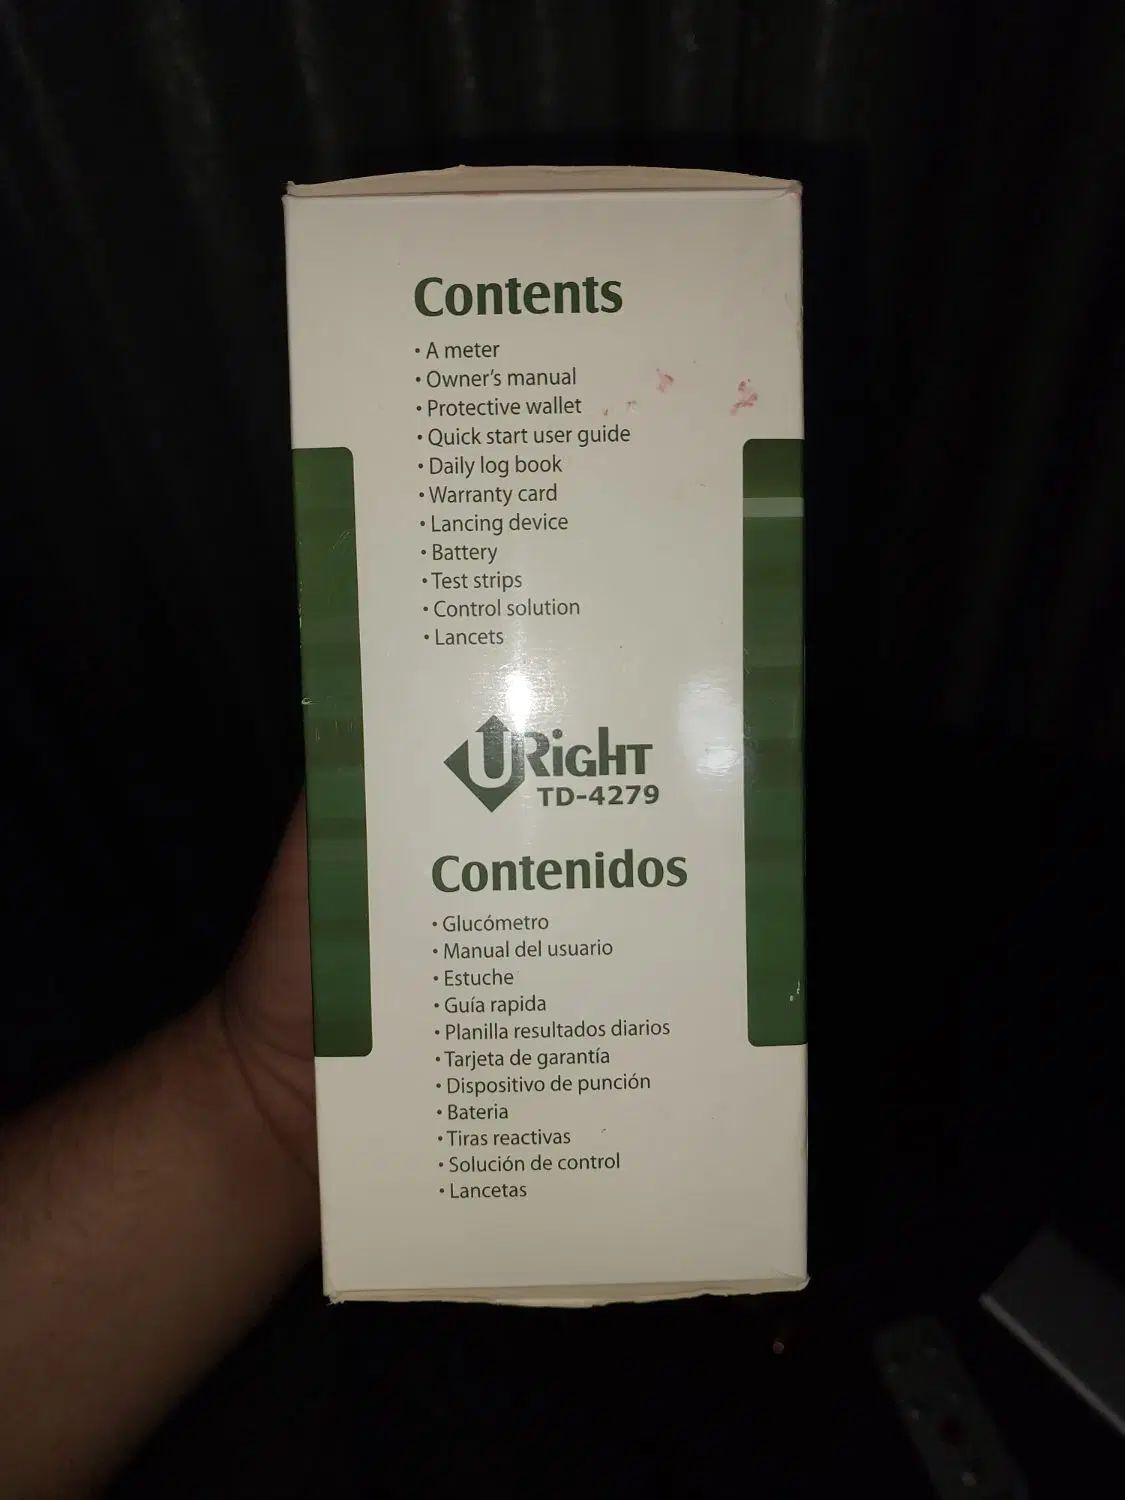 Contents
• A meter
• Owner's manual
• Protective wallet
• Quick start user guide
• Daily log book
• Warranty card
• Lancing device
• Battery
• Test strips
• Control solution
• Lancets
URIGHT
TD-4279
Contenidos
• Glucómetro
• Manual del usuario
• Estuche
• Guía rapida
• Planilla resultados diarios
• Tarjeta de garantía
• Dispositivo de punción
• Bateria
• Tiras reactivas
• Solución de control
• Lancetas